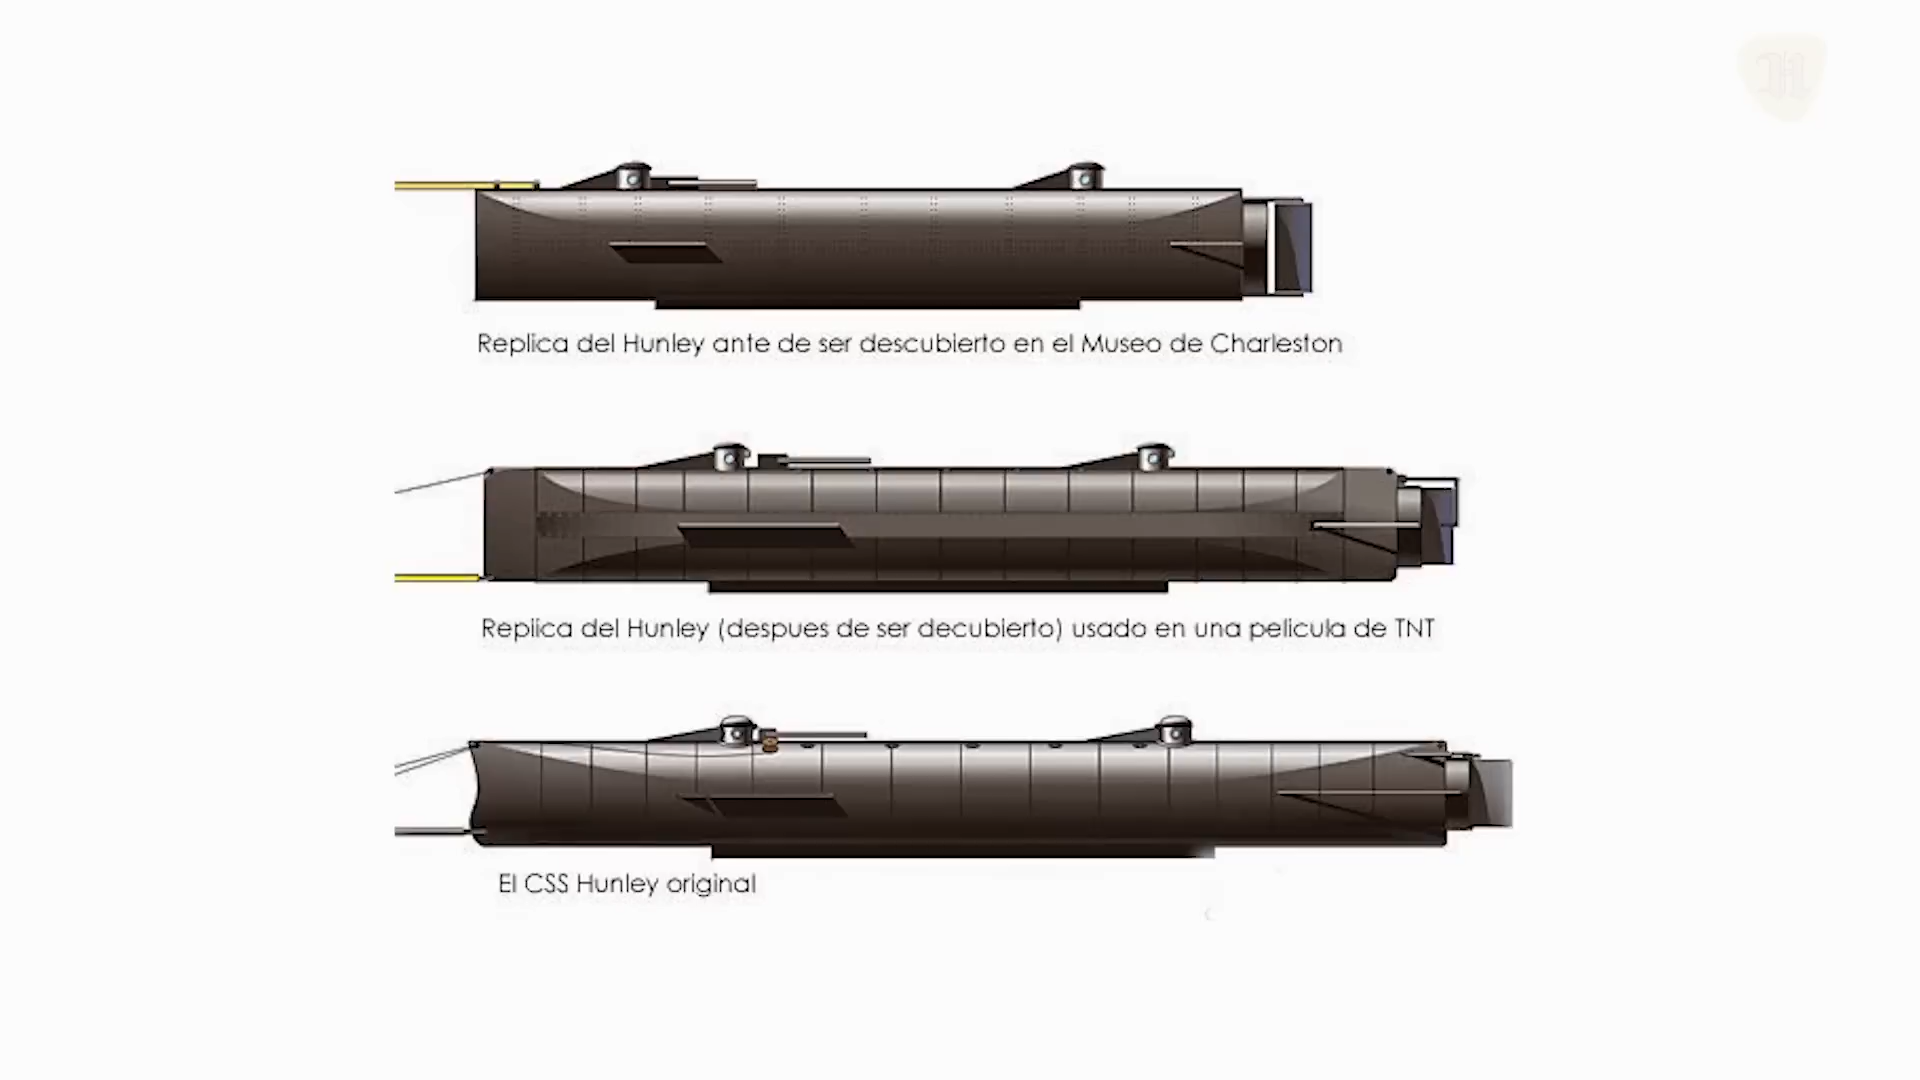 Replica del Hunley ante de ser descubierto en el Museo de Charleston
Replica del Hunley (despues de ser decubierto) usado en una pelicula de TNT
El CSS Hunley original
H